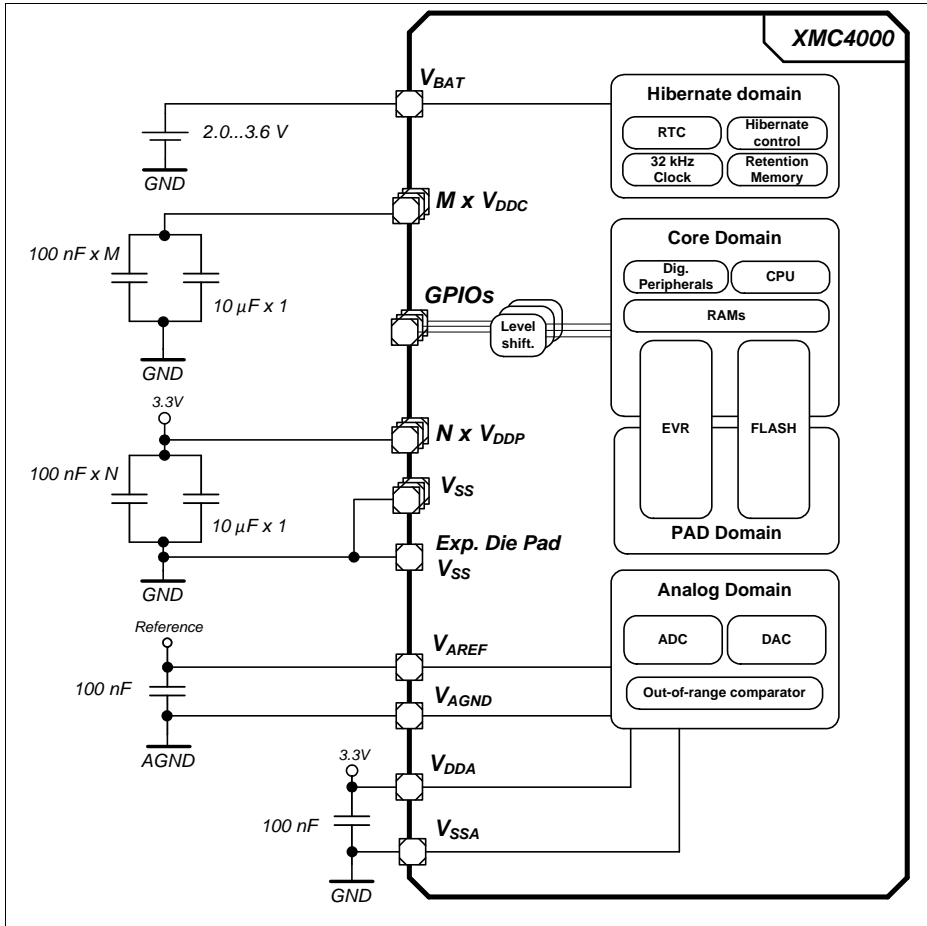 XMC4000
VBAT
2.0...3.6 V
GND
Hibernate domain
RTC
Hibernate
control
32 kHz
Clock
Retention
Memory
M x VDDC
100 nF x M
10 µF x 1
GND
Core Domain
Dig.
Peripherals
CPU
RAMs
GPIOs
Level
shift.
EVR
FLASH
PAD Domain
3.3V
N x VDDP
100 nF x N
10 µF x 1
VSS
Exp. Die Pad
VSS
GND
Analog Domain
ADC
DAC
Out-of-range comparator
Reference
VAREF
100 nF
VAGND
AGND
3.3V
VDDA
100 nF
VSSA
GND